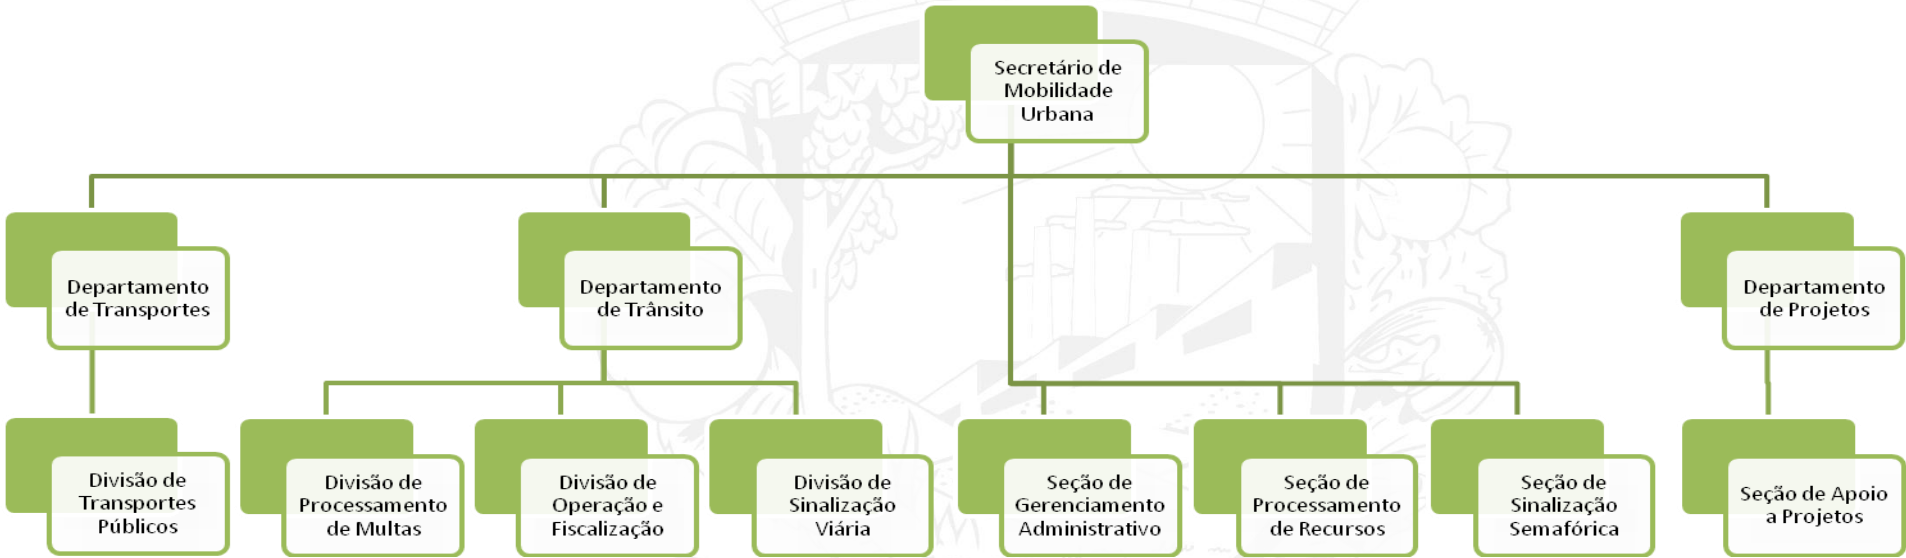 Secretário de
Mobilidade
Urbana
Departamento
de Transportes
Departamento
de Trânsito
Departamento
de Projetos
Divisão de
Transportes
Públicos
Divisão de
Processamento
de Multas
Divisão de
Operação e
Fiscalização
Divisão de
Sinalização
Viária
Seção de
Gerenciamento
Administrativo
Seção de
Processamento
de Recursos
Seção de
Sinalização
Semafórica
Seção de Apoio
a Projetos